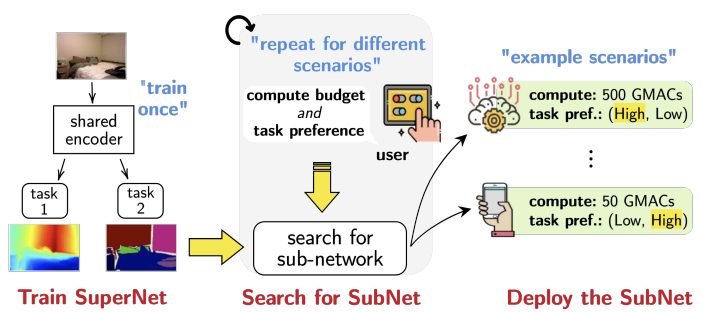 "train
once"
shared
encoder
task
1
task
2
Train SuperNet
"repeat for different
scenarios"
compute budget
and
task preference
user
search for
sub-network
Search for SubNet
"example scenarios"
compute: 500 GMACs
task pref.: (High, Low)
compute: 50 GMACs
task pref.: (Low, High)
Deploy the SubNet